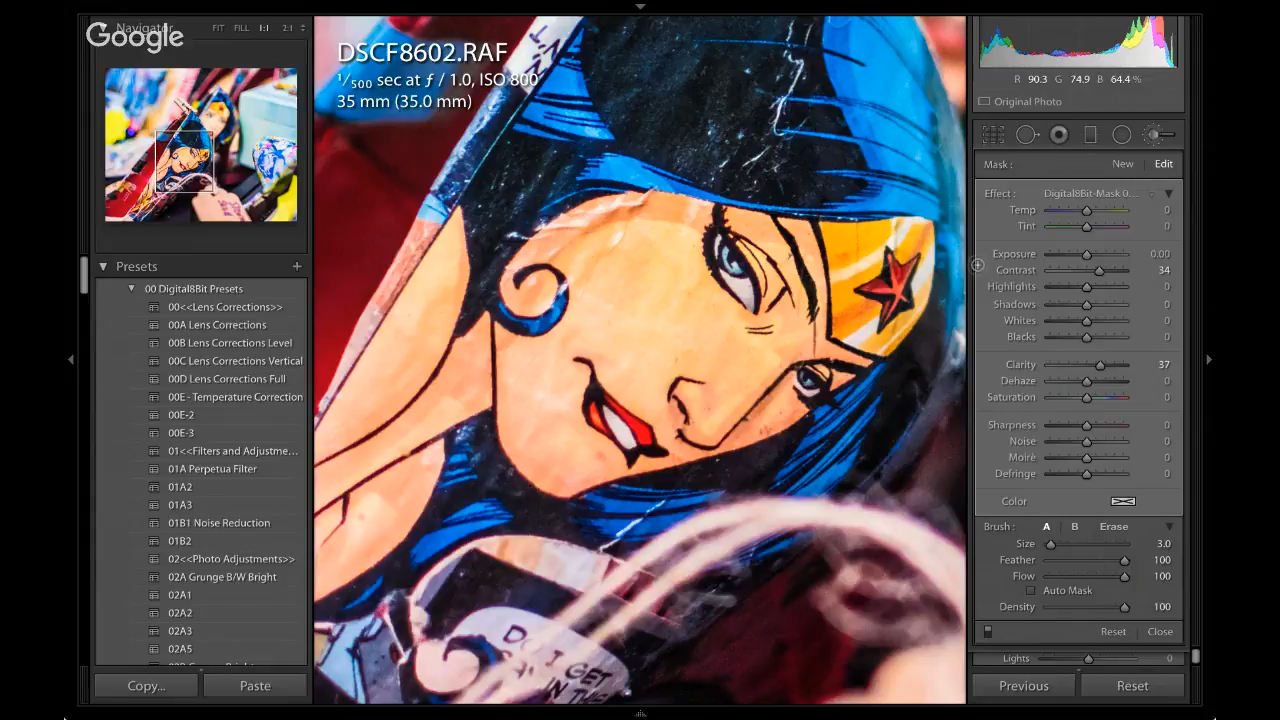 Navigator
FIT FILL 1:1 2:1
Google
DSCF8602.RAF
1/500 sec at ƒ / 1.0, ISO 800
35 mm (35.0 mm)
R 90.3 G 74.9 B 64.4 %
Original Photo
Mask : New Edit
Effect : Digital8Bit-Mask 0...
Temp 0
Tint 0
Exposure 0.00
Contrast 34
Highlights 0
Shadows 0
Whites 0
Blacks 0
Clarity 37
Dehaze 0
Saturation 0
Sharpness 0
Noise 0
Moiré 0
Defringe 0
Color
Brush : A B Erase
Size 3.0
Feather 100
Flow 100
Auto Mask
Density 100
Reset Close
Lights 0
Previous Reset
Presets +
00 Digital8Bit Presets
00<<Lens Corrections>>
00A Lens Corrections
00B Lens Corrections Level
00C Lens Corrections Vertical
00D Lens Corrections Full
00E - Temperature Correction
00E-2
00E-3
01<<Filters and Adjustme...
01A Perpetua Filter
01A2
01A3
01B1 Noise Reduction
01B2
02<<Photo Adjustments>>
02A Grunge B/W Bright
02A1
02A2
02A3
02A5
Copy... Paste
GET
IN